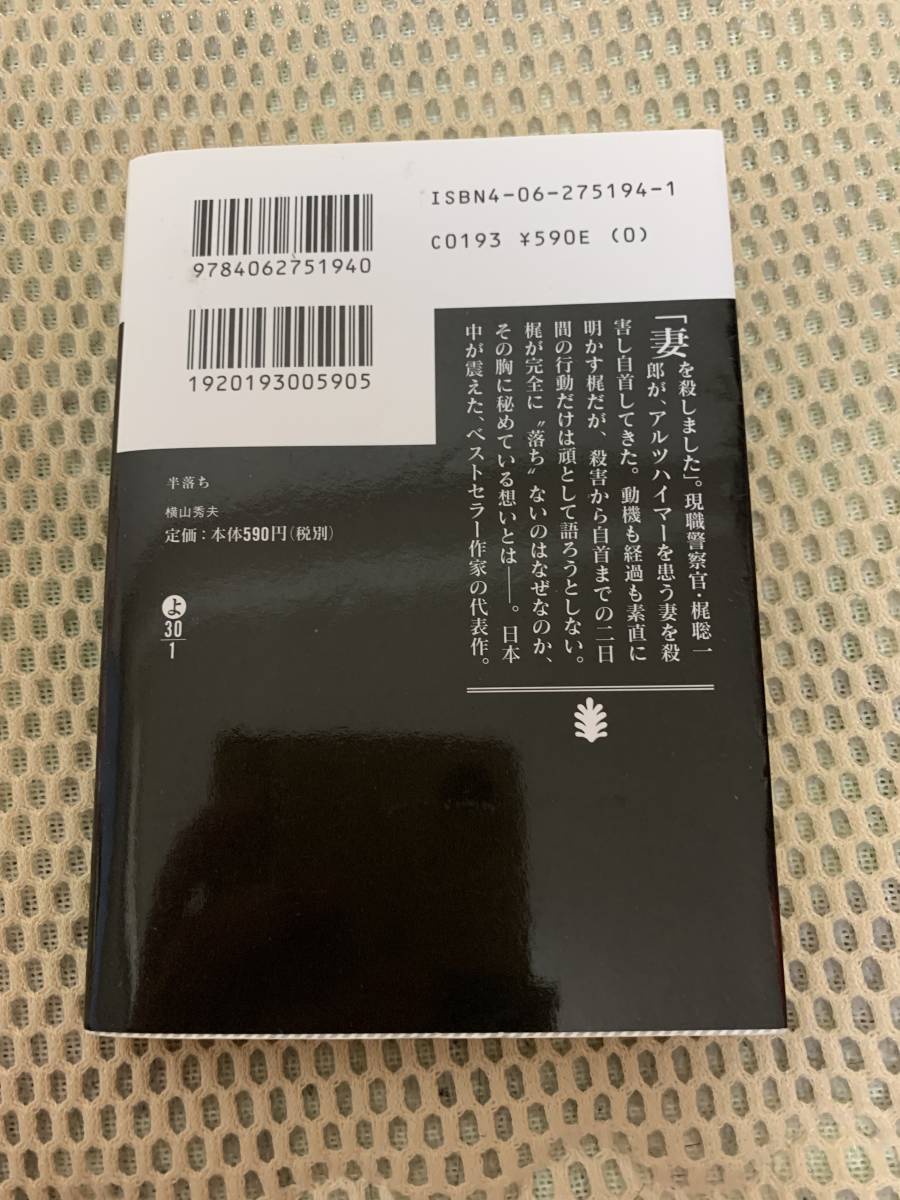 ISBN4-06-275194-1
C0193 ¥590E (0)
9784062751940
1920193005905
「妻を殺しました」。現職警察官・梶聡一
郎が、アルツハイマーを患う妻を殺
害し自首してきた。動機も経過も素直に
明かす梶だが、殺害から自首までの二日
間の行動だけは頑として語ろうとしない。
梶が完全に〝落ち〟ないのはなぜなのか、
その胸に秘めている想いとは——。日本
中が震えた、ベストセラー作家の代表作。
半落ち
横山秀夫
定価：本体590円（税別）
よ
30
1